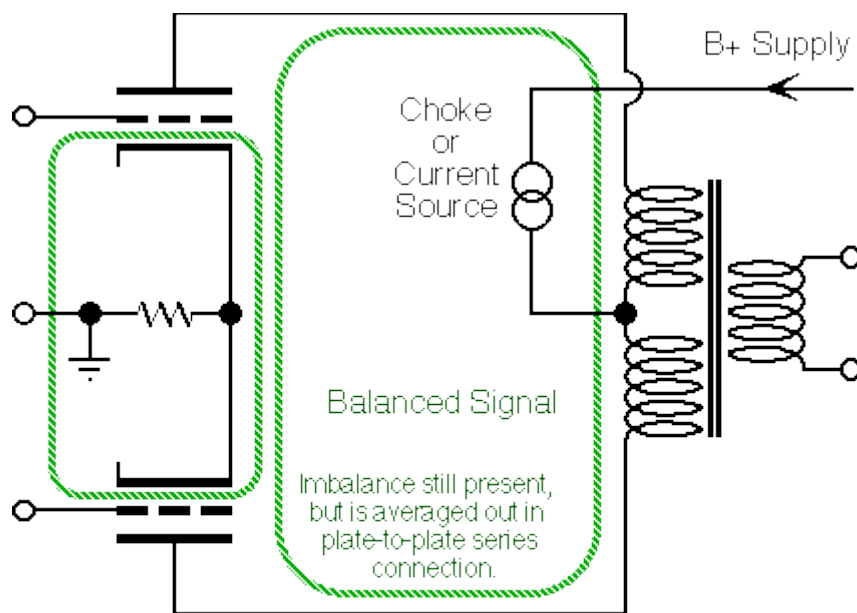 B+ Supply
Choke
or
Current
Source
Balanced Signal
Imbalance still present,
but is averaged out in
plate-to-plate series
connection.